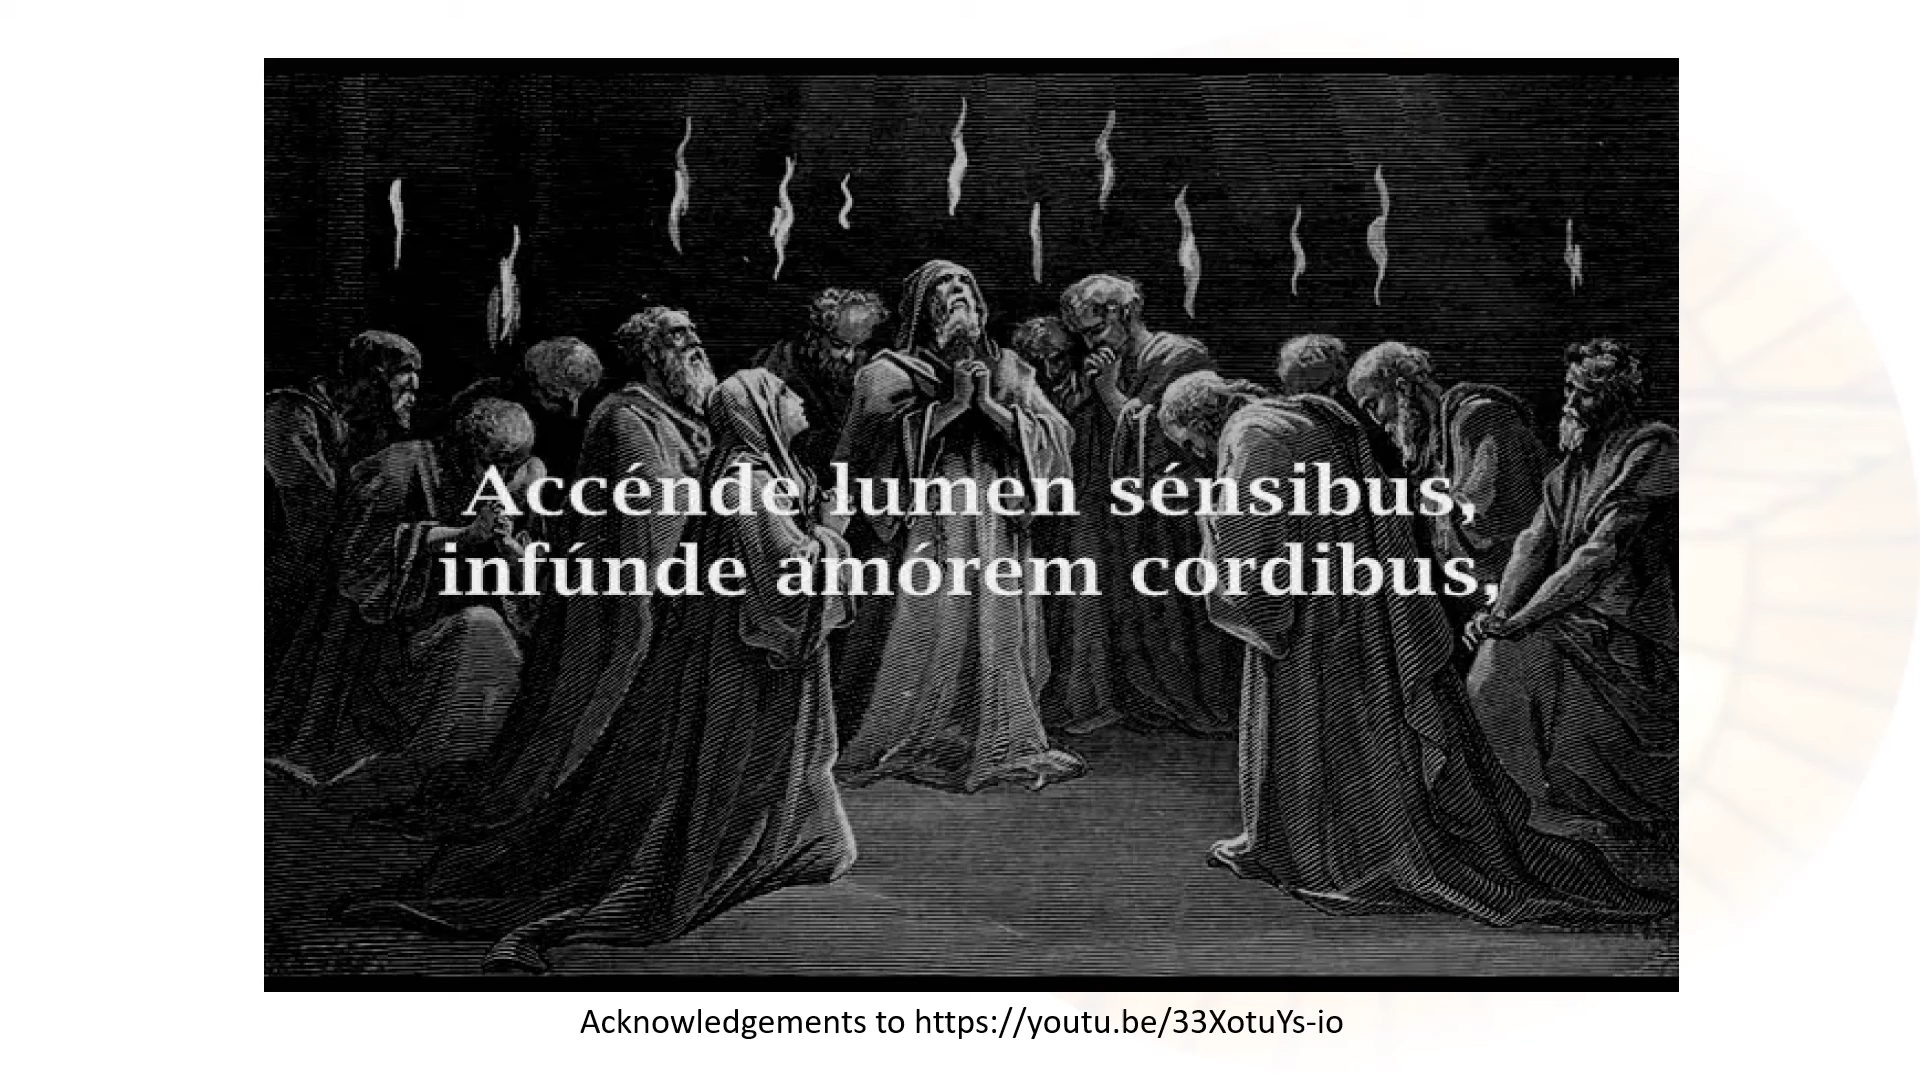 Accénde lumen sénsibus,
infúnde amórem cordibus,
Acknowledgements to https://youtu.be/33XotuYs-io